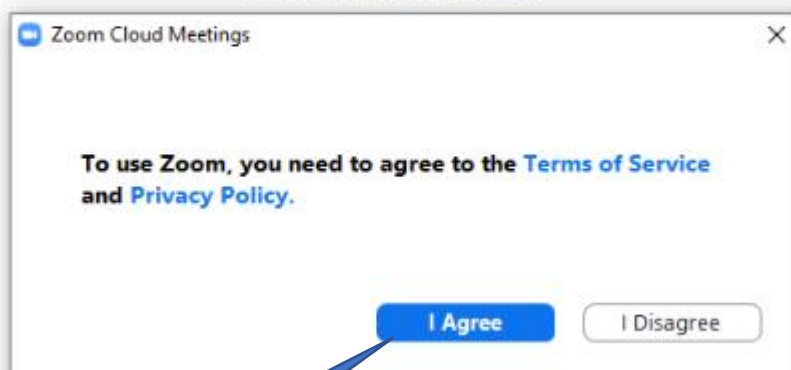 Zoom Cloud Meetings
To use Zoom, you need to agree to the Terms of Service
and Privacy Policy.
I Agree
I Disagree